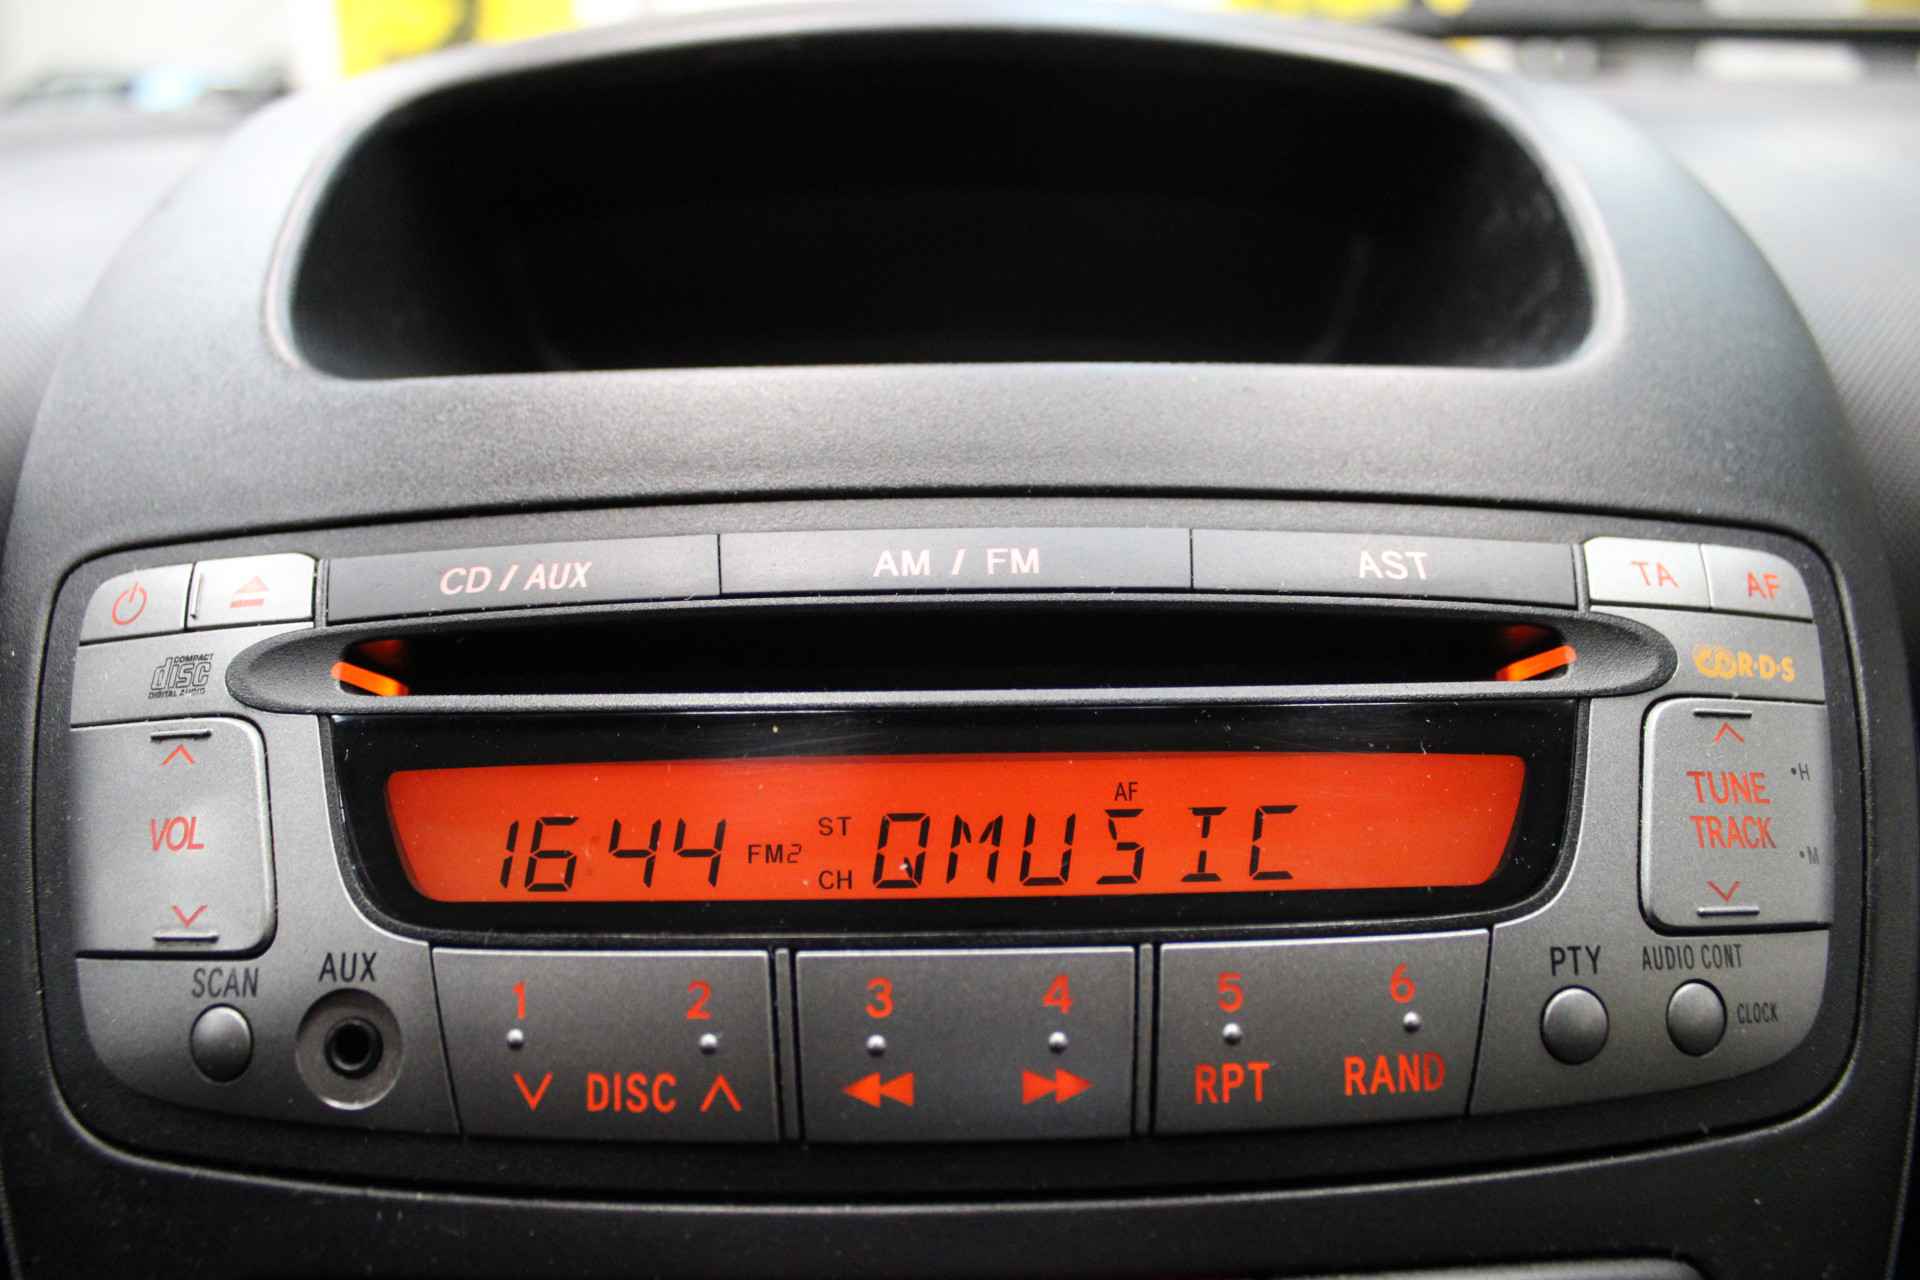 CD / AUX AM / FM AST TA AF
COMPACT disc DIGITAL AUDIO
R·D·S
VOL
1644 FM2 ST CH AF QMUSIC
TUNE TRACK
•H
•M
SCAN AUX
1 2 3 4 5 6
DISC RPT RAND
PTY AUDIO CONT
CLOCK